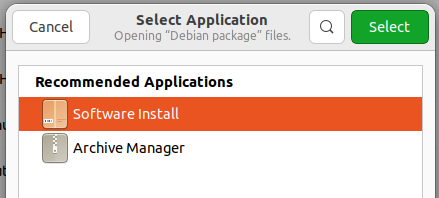 Cancel
Select Application
Opening “Debian package” files.
Select
Recommended Applications
Software Install
Archive Manager